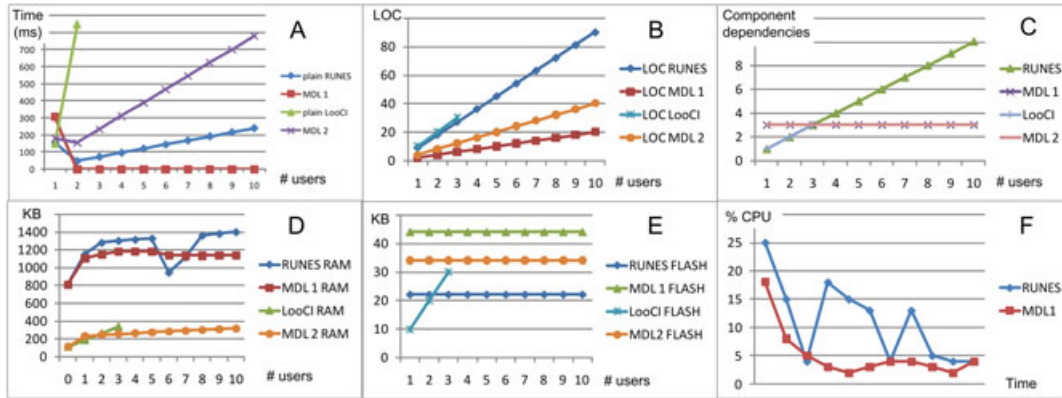 Time
(ms)
A
700
600
500
400
300
200
100
0
1 2 3 4 5 6 7 8 9 10
# users
plain RUNES
MDL 1
plain LooCI
MDL 2
LOC
B
100
80
60
40
20
0
1 2 3 4 5 6 7 8 9 10
# users
LOC RUNES
LOC MDL 1
LOC LooCI
LOC MDL 2
Component
dependencies
C
8
6
4
2
0
1 2 3 4 5 6 7 8 9 10
# users
RUNES
MDL 1
LooCI
MDL 2
KB
D
1400
1200
1000
800
600
400
200
0
0 1 2 3 4 5 6 7 8 9 10
# users
RUNES RAM
MDL 1 RAM
LooCI RAM
MDL 2 RAM
KB
E
40
30
20
10
0
1 2 3 4 5 6 7 8 9 10
# users
RUNES FLASH
MDL 1 FLASH
LooCI FLASH
MDL2 FLASH
% CPU
F
25
20
15
10
5
0
Time
RUNES
MDL1